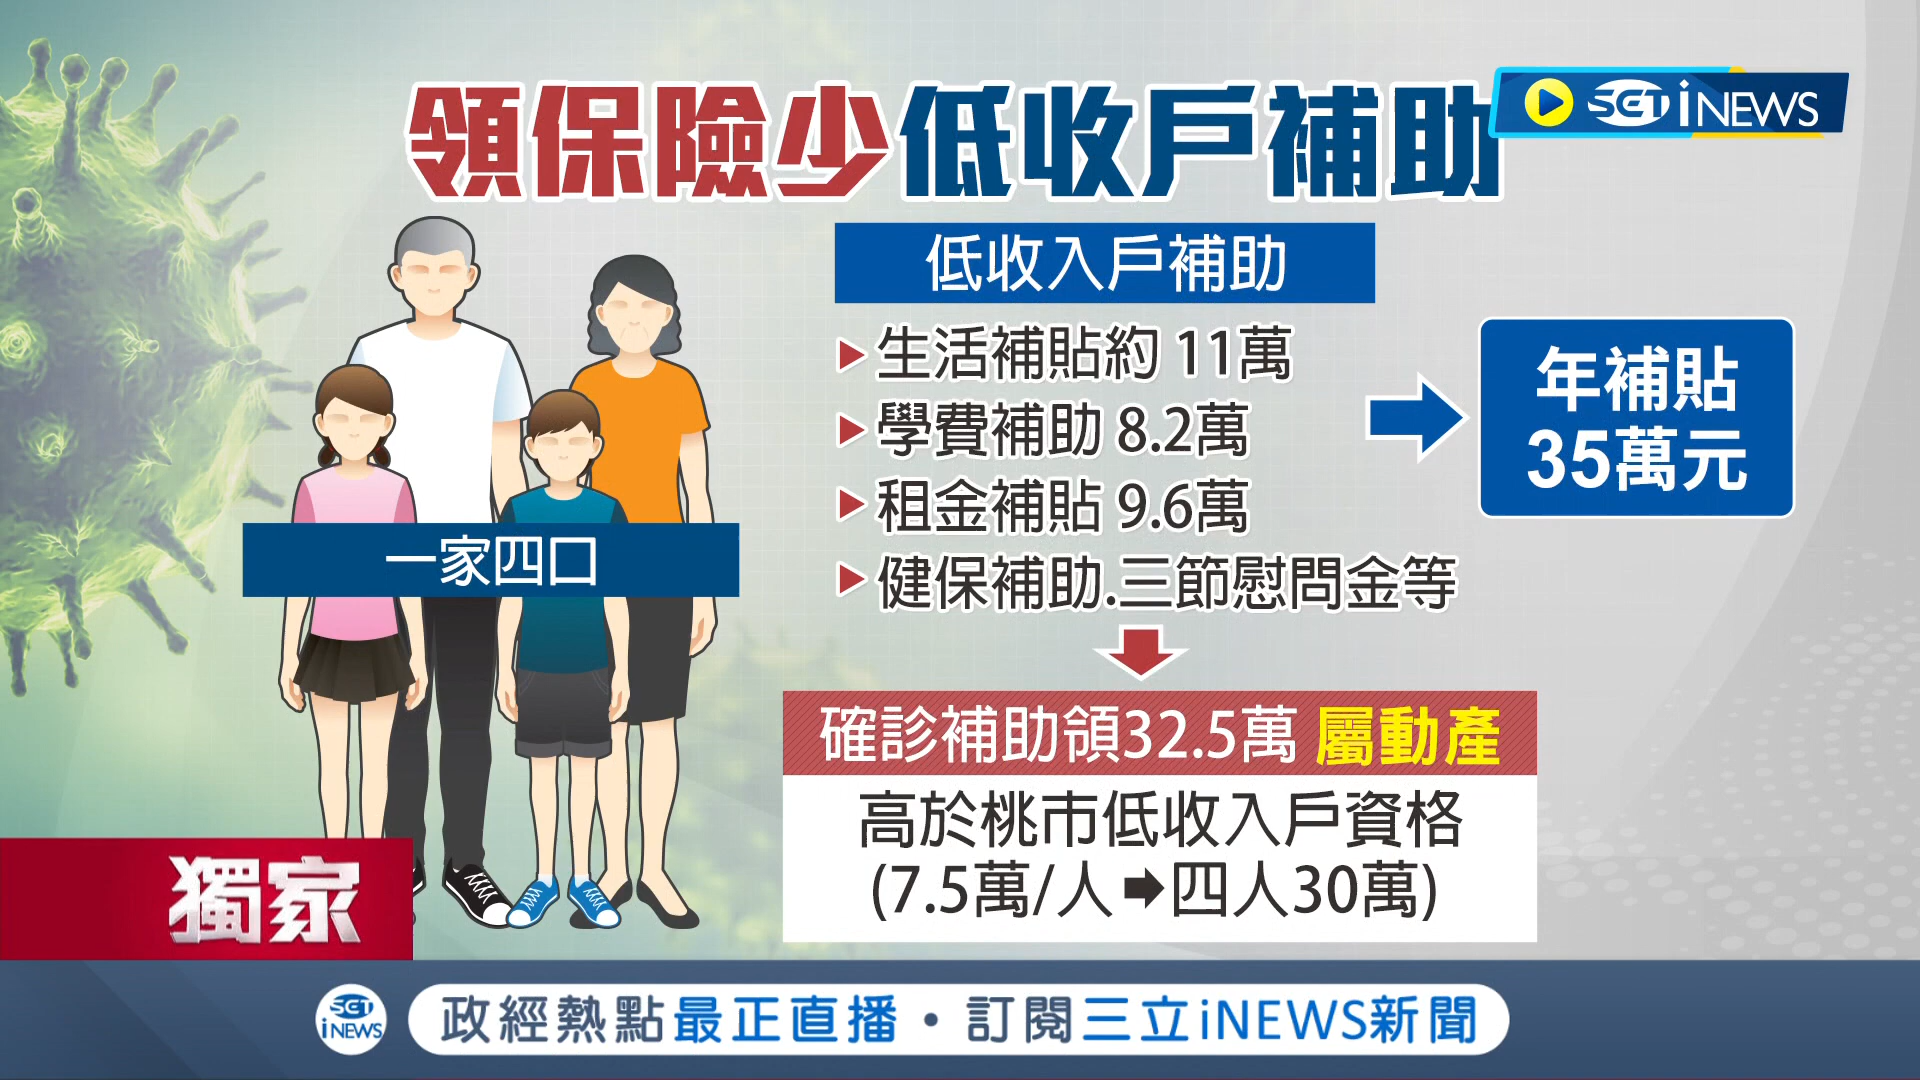 領保險少低收戶補助
SET iNEWS
低收入戶補助
生活補貼約 11萬
學費補助 8.2萬
租金補貼 9.6萬
健保補助.三節慰問金等
年補貼
35萬元
一家四口
確診補助領32.5萬 屬動產
高於桃市低收入戶資格
(7.5萬/人➡四人30萬)
獨家
SET iNEWS
政經熱點最正直播・訂閱三立iNEWS新聞